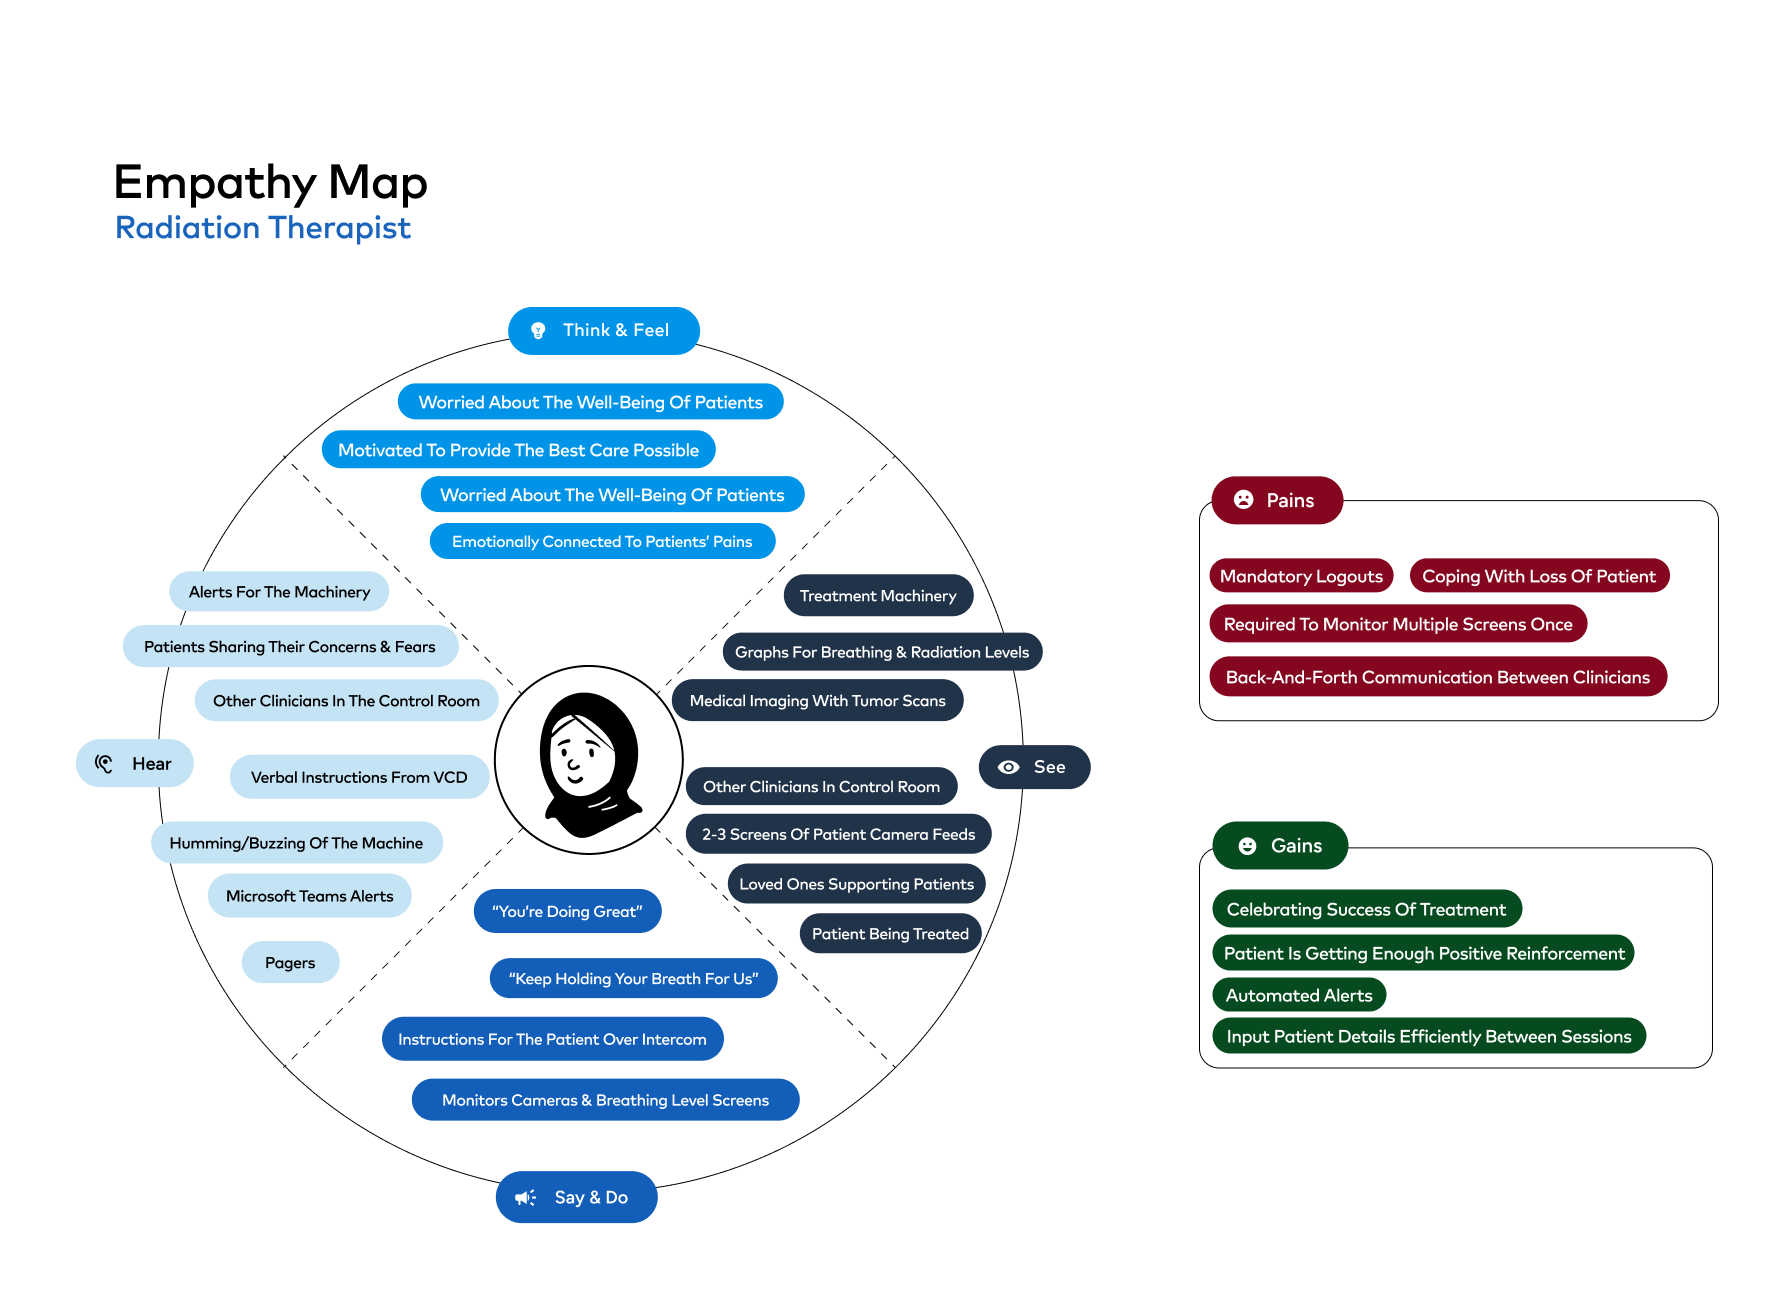 Empathy Map
Radiation Therapist
Think & Feel
Worried About The Well-Being Of Patients
Motivated To Provide The Best Care Possible
Worried About The Well-Being Of Patients
Emotionally Connected To Patients’ Pains
Hear
Alerts For The Machinery
Patients Sharing Their Concerns & Fears
Other Clinicians In The Control Room
Verbal Instructions From VCD
Humming/Buzzing Of The Machine
Microsoft Teams Alerts
Pagers
See
Treatment Machinery
Graphs For Breathing & Radiation Levels
Medical Imaging With Tumor Scans
Other Clinicians In Control Room
2-3 Screens Of Patient Camera Feeds
Loved Ones Supporting Patients
Patient Being Treated
“You’re Doing Great”
“Keep Holding Your Breath For Us”
Instructions For The Patient Over Intercom
Monitors Cameras & Breathing Level Screens
Say & Do
Pains
Mandatory Logouts
Coping With Loss Of Patient
Required To Monitor Multiple Screens Once
Back-And-Forth Communication Between Clinicians
Gains
Celebrating Success Of Treatment
Patient Is Getting Enough Positive Reinforcement
Automated Alerts
Input Patient Details Efficiently Between Sessions